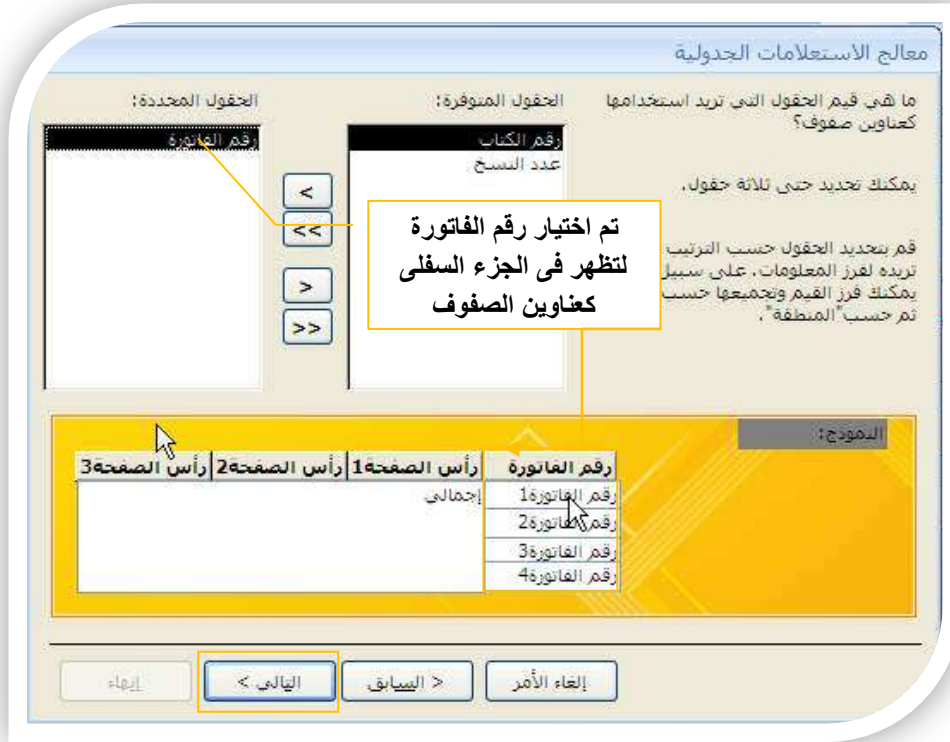 معالج الاستعلامات الجدولية
ما هي قيم الحقول التي تريد استخدامها
كعناوين صفوف؟
يمكنك تحديد حتى ثلاثة حقول.
قم بتحديد الحقول حسب الترتيب
تريده لفرز المعلومات. على سبيل
يمكنك فرز القيم وتجميعها حسب
ثم حسب"المنطقة".
الحقول المتوفرة:
رقم الكتاب
عدد النسخ
<
<<
>
>>
الحقول المحددة:
رقم الفاتورة
تم اختيار رقم الفاتورة
لتظهر فى الجزء السفلى
كعناوين الصفوف
النموذج:
رقم الفاتورة رأس الصفحة1 رأس الصفحة2 رأس الصفحة3
رقم الفاتورة1 إجمالي
رقم الفاتورة2
رقم الفاتورة3
رقم الفاتورة4
إلغاء الأمر
< السابق
التالي >
إنهاء